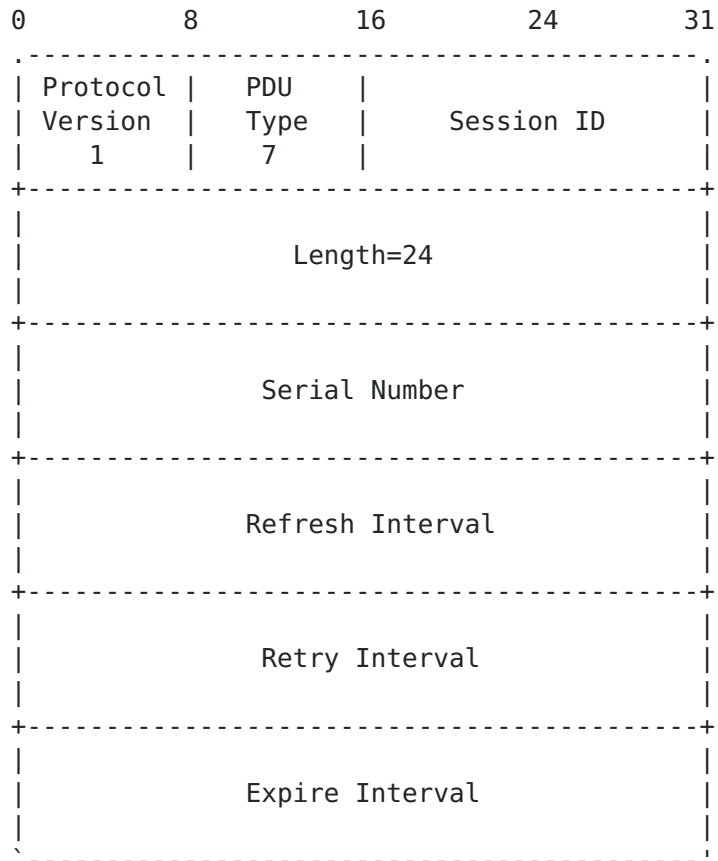 0          8          16         24        31
.-------------------------------------------.
| Protocol |   PDU    |                     |
| Version  |   Type   |     Session ID      |
|    1     |    7     |                     |
+-------------------------------------------+
|                                           |
|                 Length=24                 |
|                                           |
+-------------------------------------------+
|                                           |
|               Serial Number               |
|                                           |
+-------------------------------------------+
|                                           |
|              Refresh Interval             |
|                                           |
+-------------------------------------------+
|                                           |
|               Retry Interval              |
|                                           |
+-------------------------------------------+
|                                           |
|              Expire Interval              |
|                                           |
`-------------------------------------------'